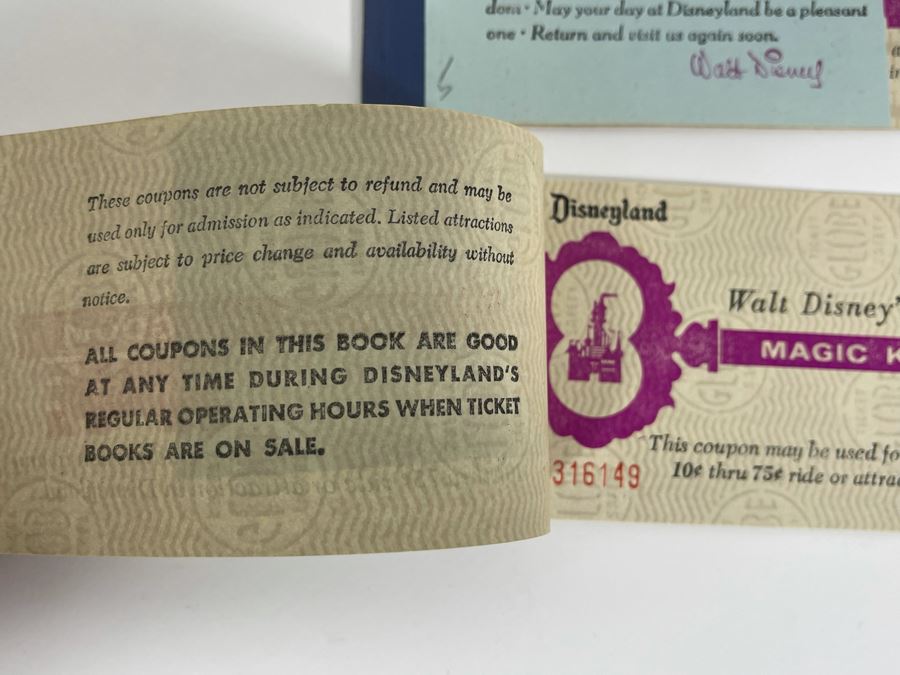 dom • May your day at Disneyland be a pleasant
one • Return and visit us again soon.
Walt Disney
These coupons are not subject to refund and may be
used only for admission as indicated. Listed attractions
are subject to price change and availability without
notice.
ALL COUPONS IN THIS BOOK ARE GOOD
AT ANY TIME DURING DISNEYLAND'S
REGULAR OPERATING HOURS WHEN TICKET
BOOKS ARE ON SALE.
Disneyland
Walt Disney'
MAGIC K
This coupon may be used fo
10¢ thru 75¢ ride or attrac
316149